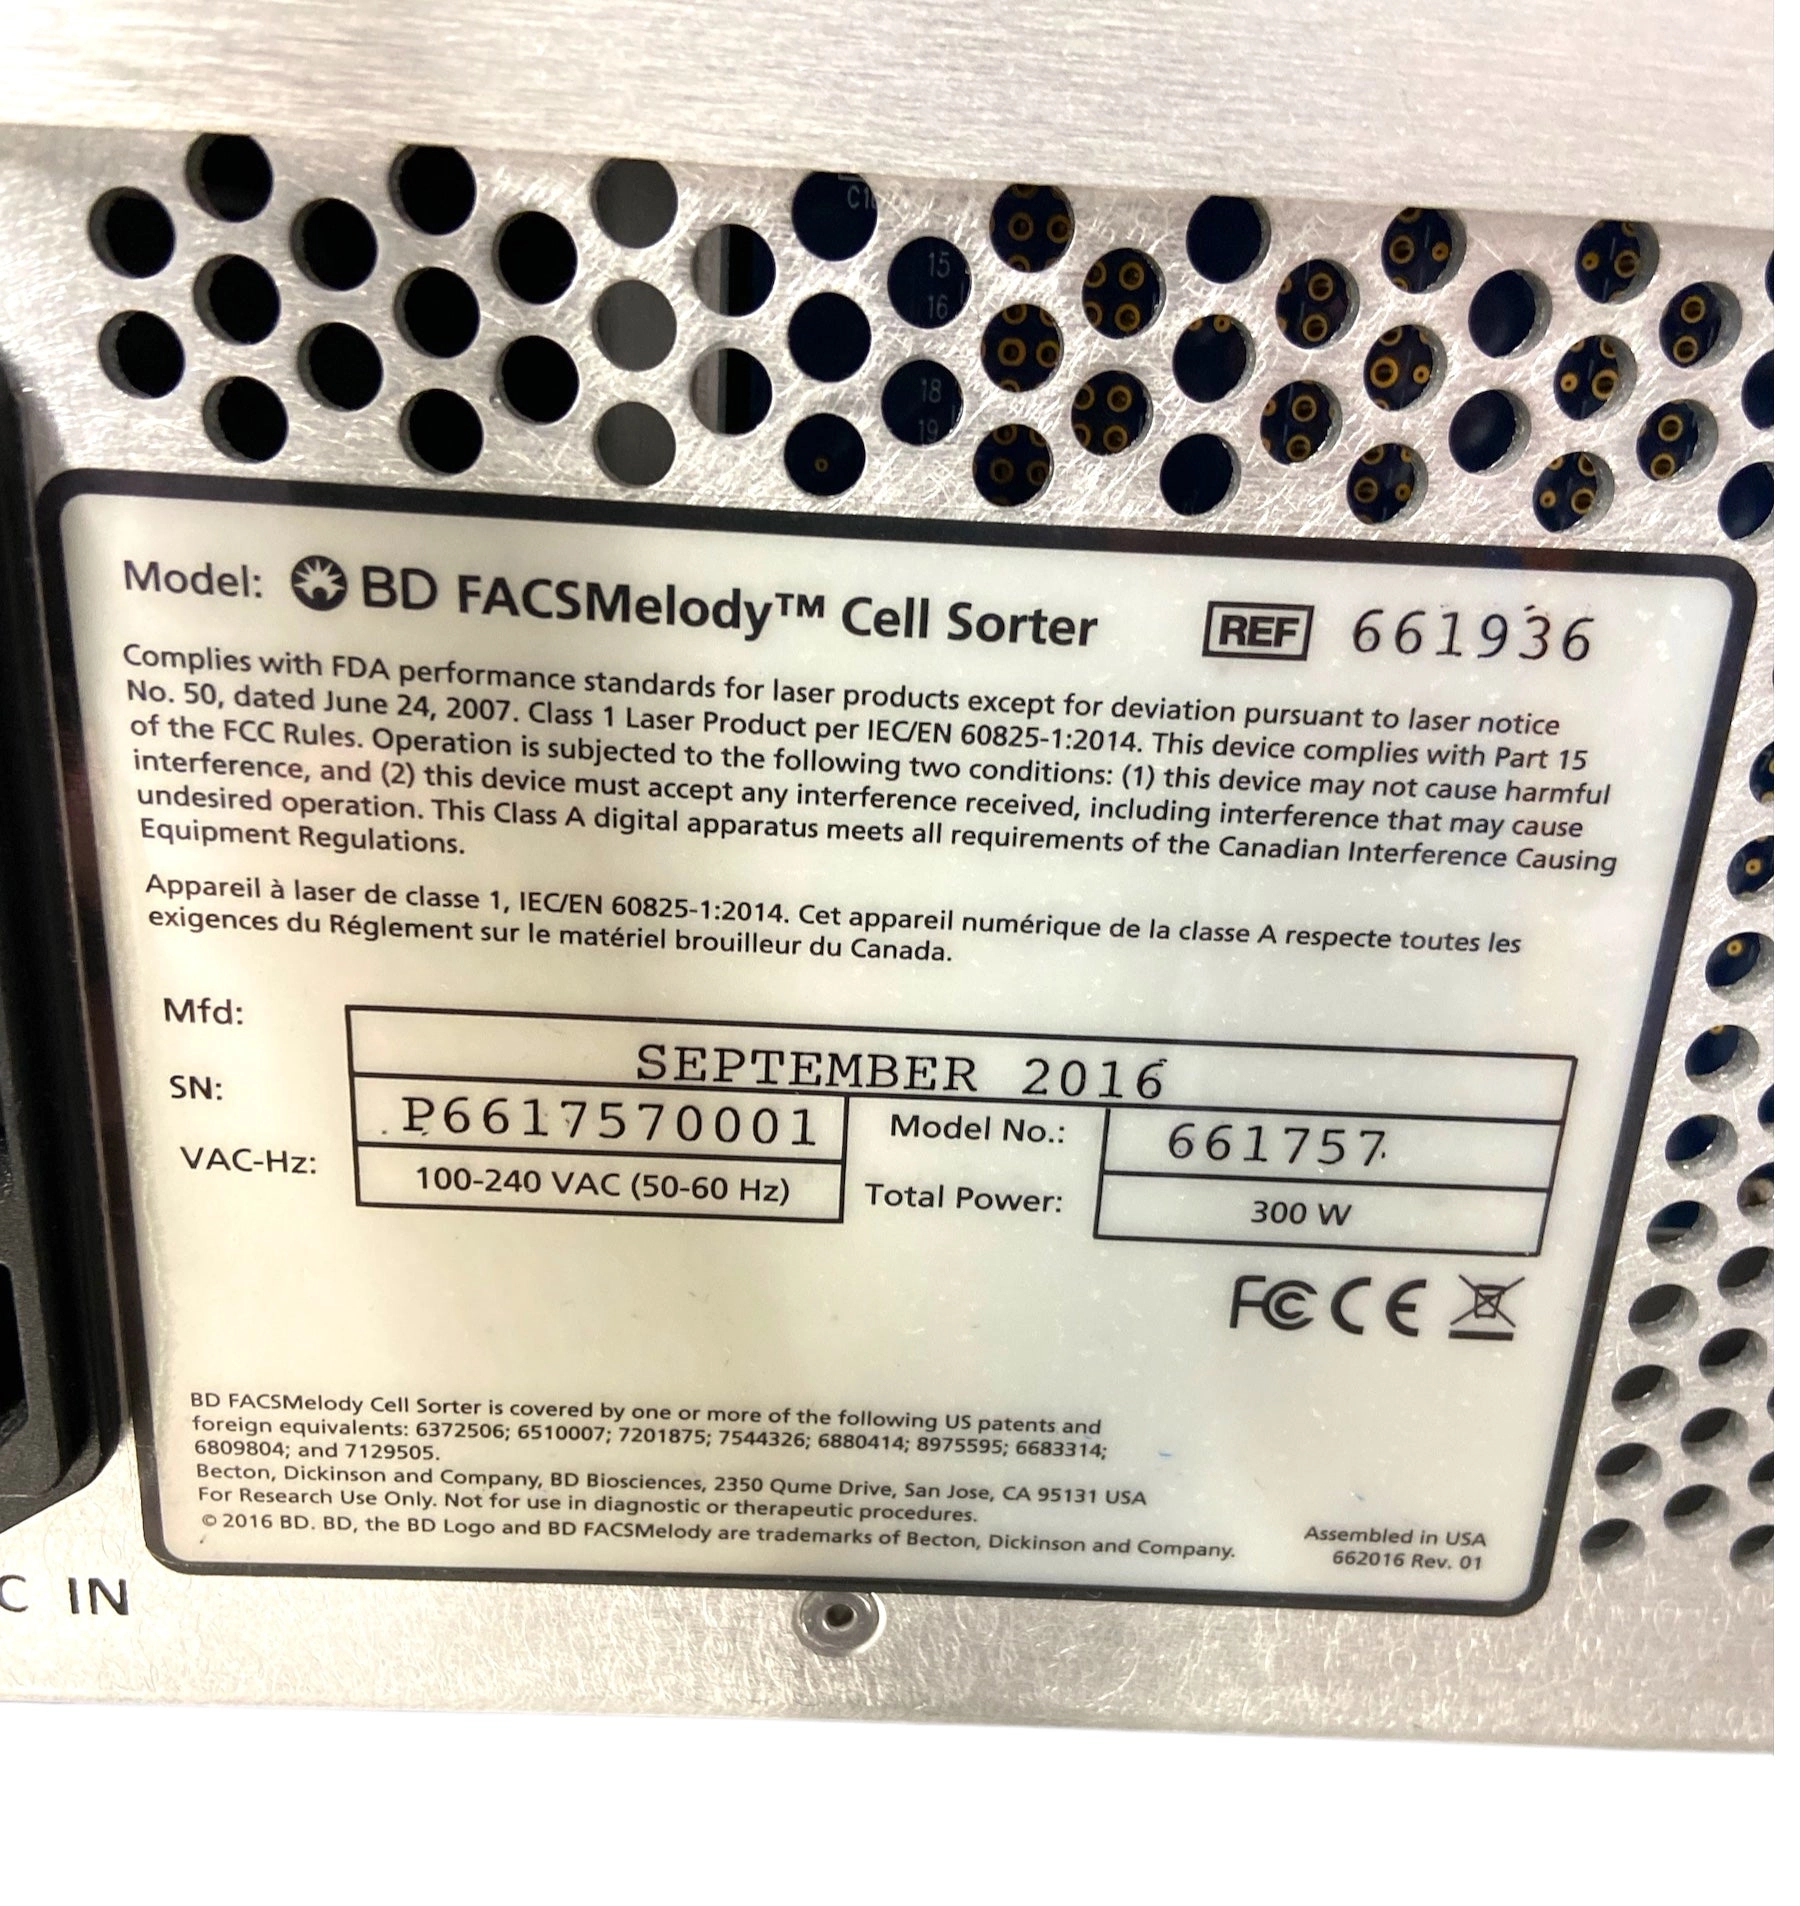 C1
15
16
18
19
Model: BD FACSMelody™ Cell Sorter REF 661936
Complies with FDA performance standards for laser products except for deviation pursuant to laser notice
No. 50, dated June 24, 2007. Class 1 Laser Product per IEC/EN 60825-1:2014. This device complies with Part 15
of the FCC Rules. Operation is subjected to the following two conditions: (1) this device may not cause harmful
interference, and (2) this device must accept any interference received, including interference that may cause
undesired operation. This Class A digital apparatus meets all requirements of the Canadian Interference Causing
Equipment Regulations.
Appareil à laser de classe 1, IEC/EN 60825-1:2014. Cet appareil numérique de la classe A respecte toutes les
exigences du Réglement sur le matériel brouilleur du Canada.
Mfd: SEPTEMBER 2016
SN: P6617570001 Model No.: 661757
VAC-Hz: 100-240 VAC (50-60 Hz) Total Power: 300 W
FC CE
BD FACSMelody Cell Sorter is covered by one or more of the following US patents and
foreign equivalents: 6372506; 6510007; 7201875; 7544326; 6880414; 8975595; 6683314;
6809804; and 7129505.
Becton, Dickinson and Company, BD Biosciences, 2350 Qume Drive, San Jose, CA 95131 USA
For Research Use Only. Not for use in diagnostic or therapeutic procedures.
© 2016 BD. BD, the BD Logo and BD FACSMelody are trademarks of Becton, Dickinson and Company.
Assembled in USA
662016 Rev. 01
C IN